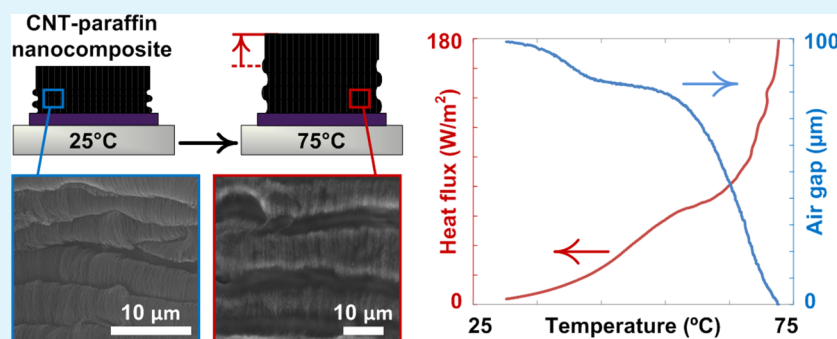 CNT-paraffin
nanocomposite
25°C
75°C
10 μm
10 μm
180
Heat flux (W/m²)
0
25
Temperature (ºC)
75
100
Air gap (μm)
0